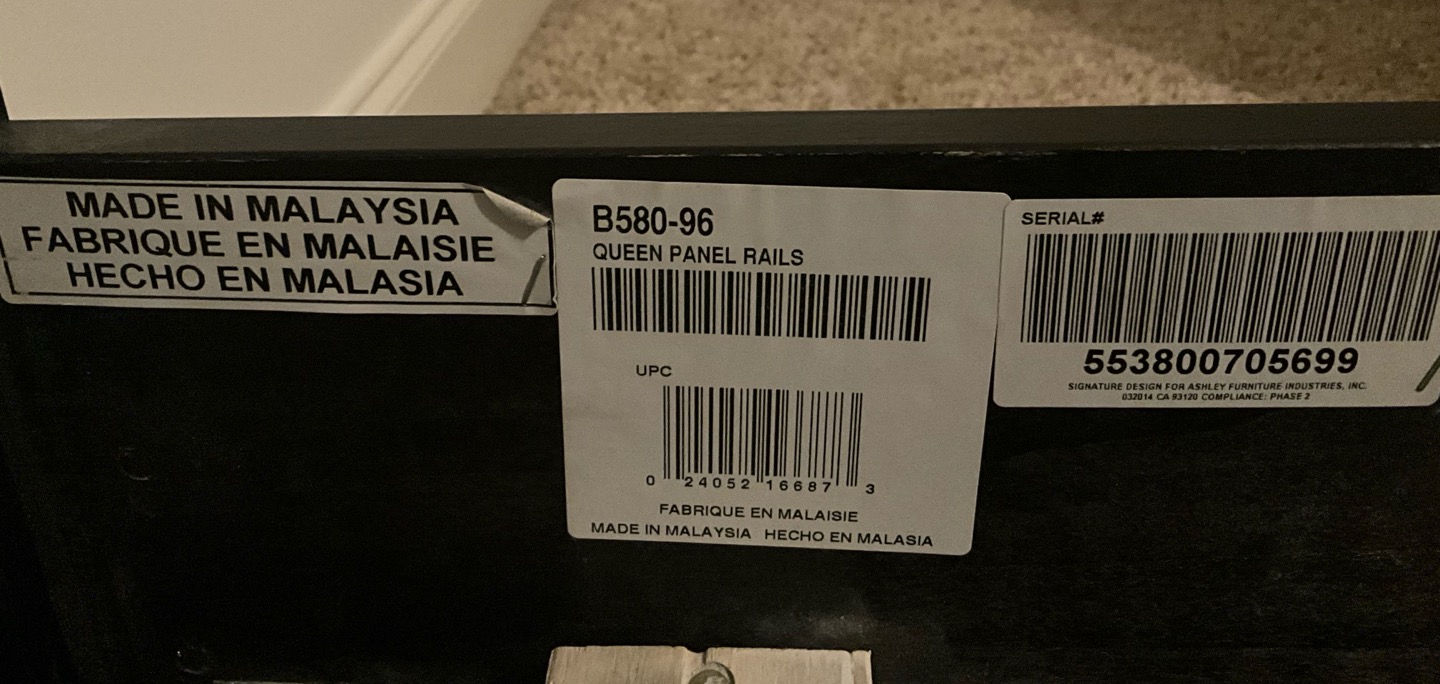 MADE IN MALAYSIA
FABRIQUE EN MALAISIE
HECHO EN MALASIA
B580-96
QUEEN PANEL RAILS
UPC
0 24052 16687 3
FABRIQUE EN MALAISIE
MADE IN MALAYSIA HECHO EN MALASIA
SERIAL#
553800705699
SIGNATURE DESIGN FOR ASHLEY FURNITURE INDUSTRIES, INC.
032014 CA 93120 COMPLIANCE: PHASE 2